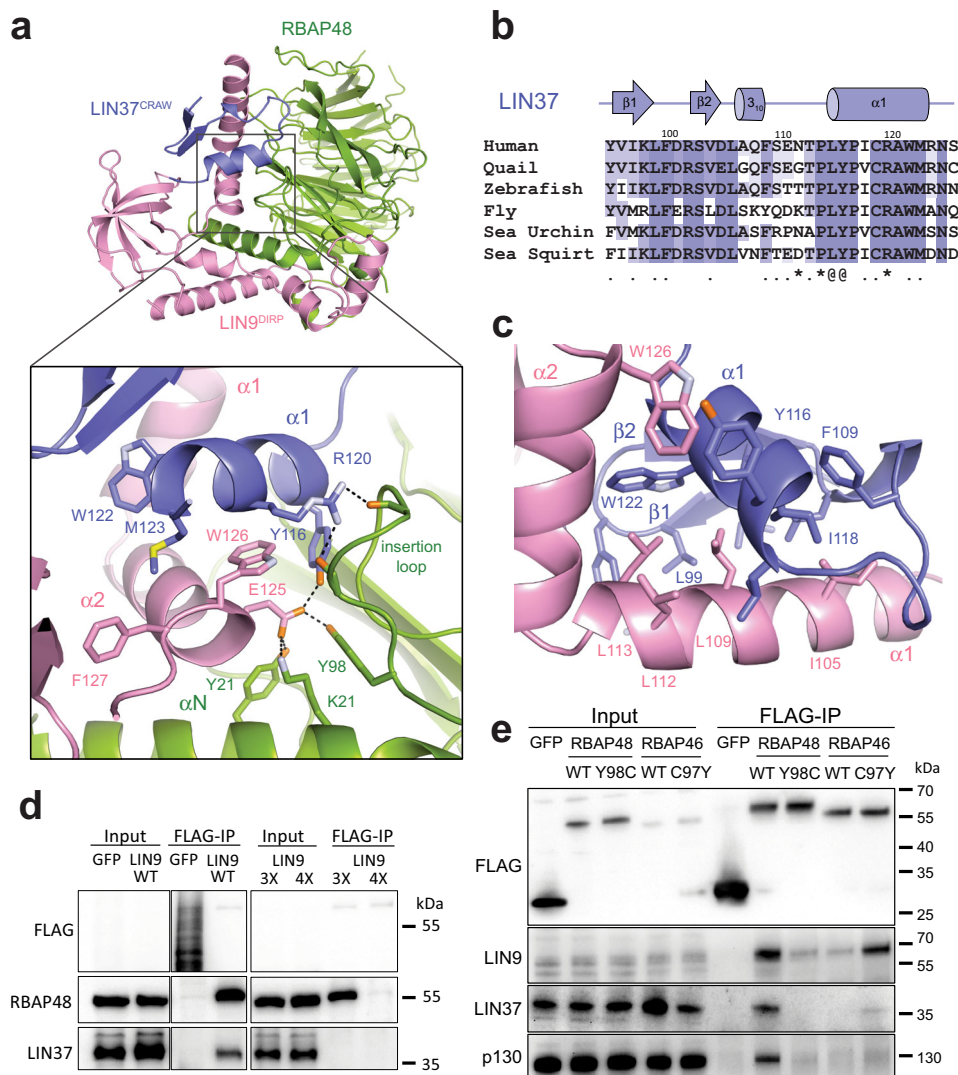 a
RBAP48
LIN37CRAW
LIN9DIRP
α1
α1
R120
W122
M123
W126
Y116
insertion
loop
E125
α2
Y98
F127
Y21
αN
K21
b
LIN37
β1
β2
3₁₀
α1
100
110
120
Human YVIKLFDRSVDLAQFSENTPLYPICRAWMRNS
Quail YVIKLFDRSVELGQFSEGTPLYPVCRAWMRNC
Zebrafish YIIKLFDRSVDLAQFSTTTPLYPICRAWMRNS
Fly YVMRLFERSLDLSKYQDKTPLYPICRAWMANQ
Sea Urchin FVMKLFDRSVDLASFRPNAPLYPVCRAWMSNS
Sea Squirt FIIKLFDRSVDLVNFTEDTPLYPICRAWMDND
. .. . ..*.*@@ .* ..
c
W126
α1
α2
Y116
β2
F109
W122
β1
I118
L99
L113
L109
L112
I105
α1
d
Input FLAG-IP Input FLAG-IP
GFP LIN9 WT GFP LIN9 WT LIN9 3X 4X LIN9 3X 4X
kDa
FLAG
55
RBAP48
55
LIN37
35
e
Input FLAG-IP
GFP RBAP48 RBAP46 GFP RBAP48 RBAP46
WT Y98C WT C97Y WT Y98C WT C97Y
kDa
70
55
40
FLAG
35
25
LIN9
70
55
LIN37
35
p130
130